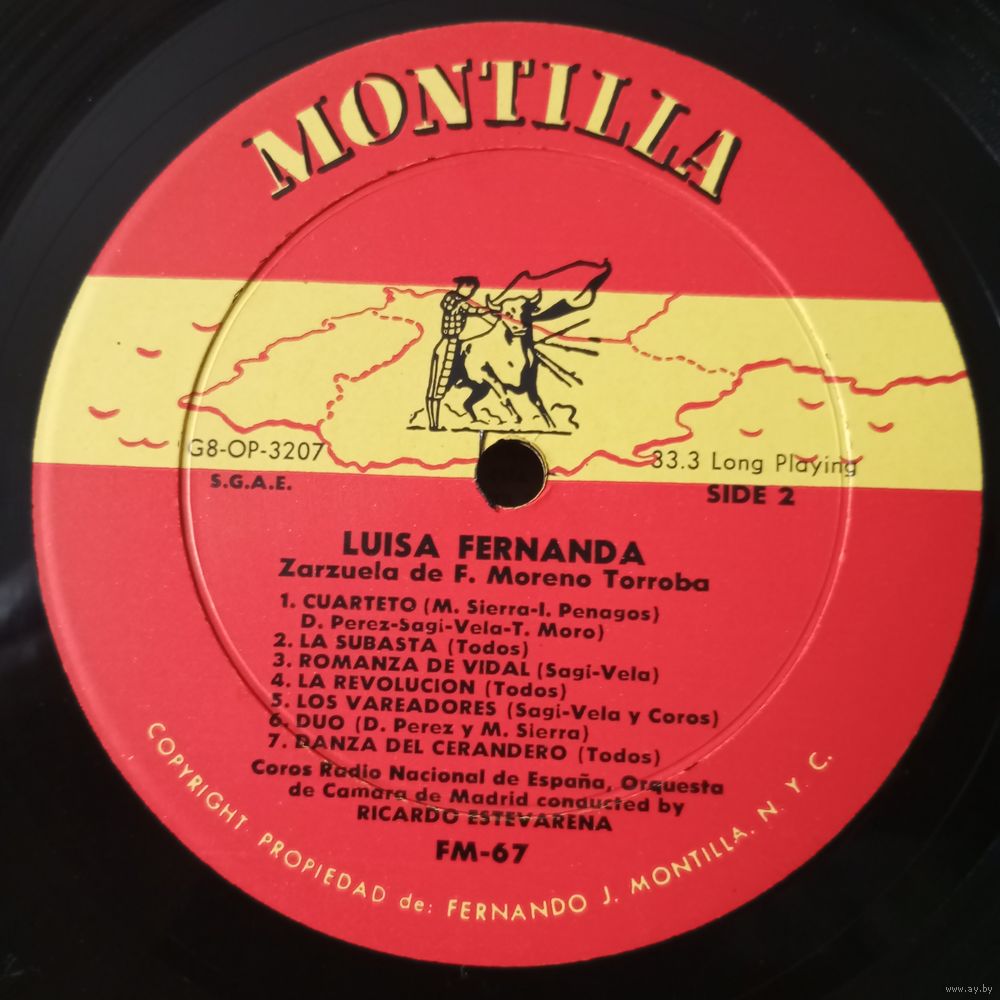 MONTILLA
G8-OP-3207
33.3 Long Playing
S.G.A.E.
SIDE 2
LUISA FERNANDA
Zarzuela de F. Moreno Torroba
1. CUARTETO (M. Sierra-I. Penagos)
D. Perez-Sagi-Vela-T. Moro)
2. LA SUBASTA (Todos)
3. ROMANZA DE VIDAL (Sagi-Vela)
4. LA REVOLUCION (Todos)
5. LOS VAREADORES (Sagi-Vela y Coros)
6. DUO (D. Perez y M. Sierra)
7. DANZA DEL CERANDERO (Todos)
Coros Radio Nacional de España, Orquesta
de Camara de Madrid conducted by
RICARDO ESTEVARENA
FM-67
COPYRIGHT PROPIEDAD de: FERNANDO J. MONTILLA, N. Y. C.
www.ay.by